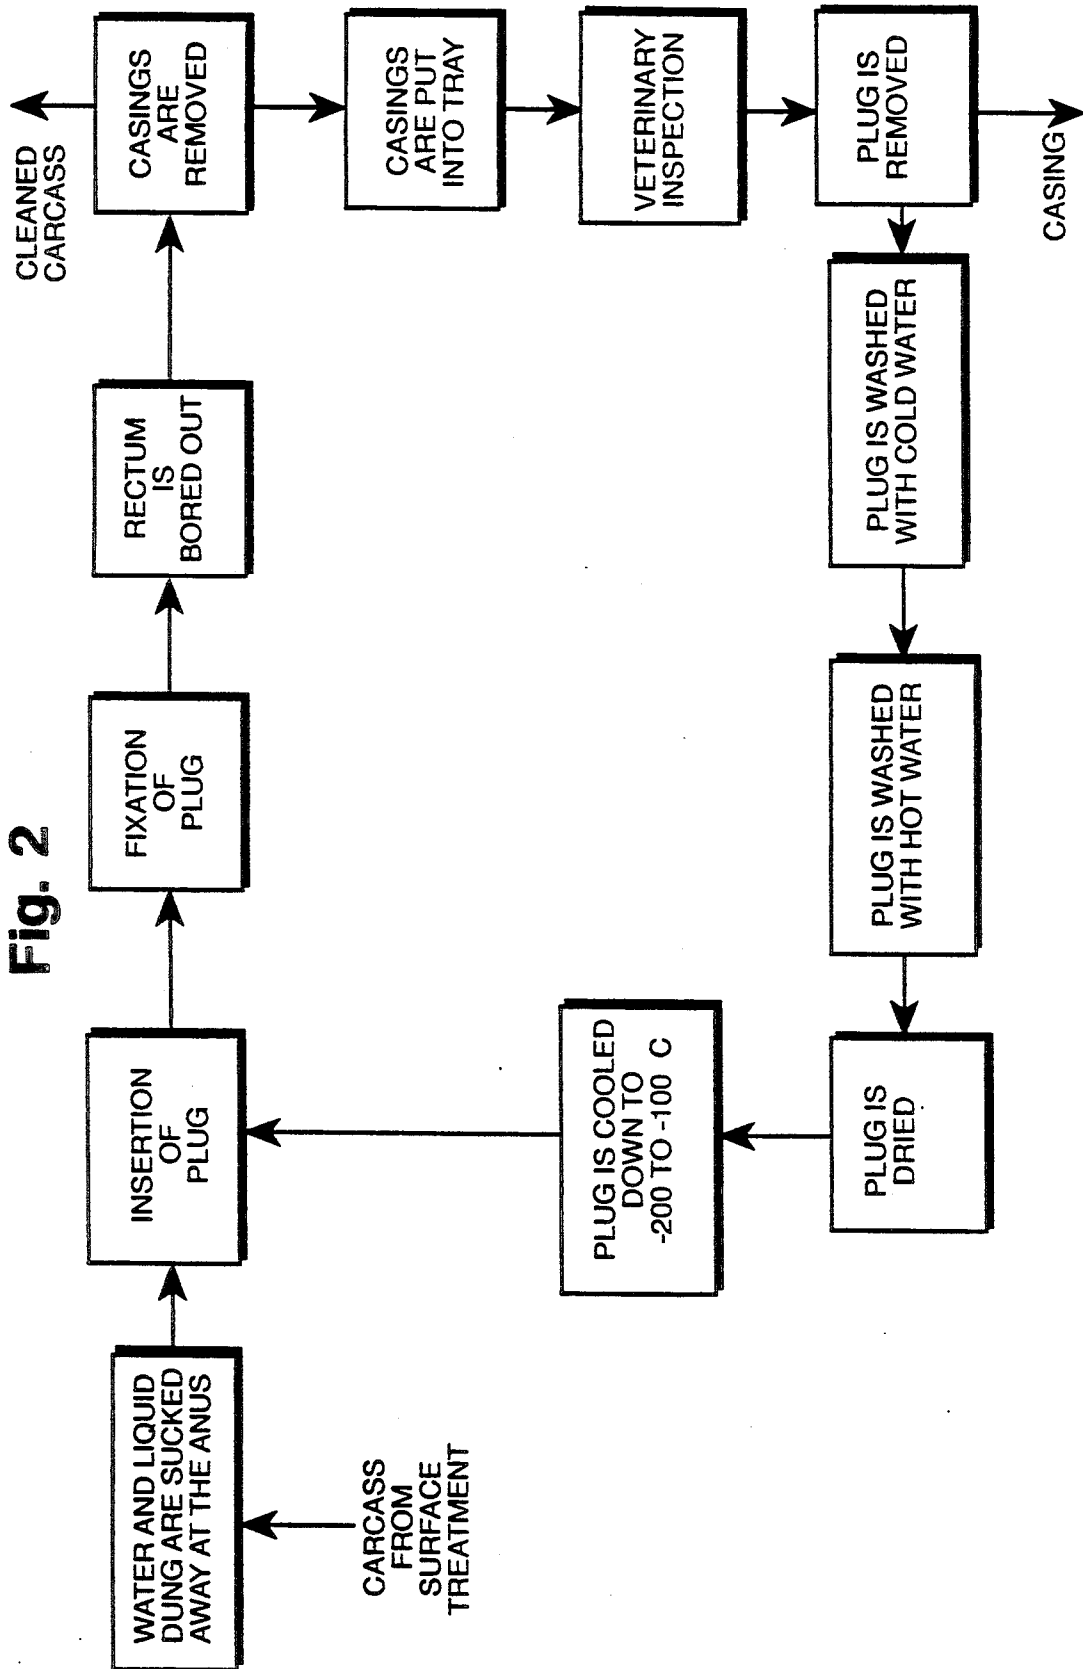 Fig. 2
WATER AND LIQUID
DUNG ARE SUCKED
AWAY AT THE ANUS
CARCASS
FROM
SURFACE
TREATMENT
INSERTION
OF
PLUG
FIXATION
OF
PLUG
RECTUM
IS
BORED OUT
CASINGS
ARE
REMOVED
CLEANED
CARCASS
CASINGS
ARE PUT
INTO TRAY
VETERINARY
INSPECTION
PLUG IS
REMOVED
CASING
PLUG IS WASHED
WITH COLD WATER
PLUG IS WASHED
WITH HOT WATER
PLUG IS
DRIED
PLUG IS COOLED
DOWN TO
-200 TO -100 C